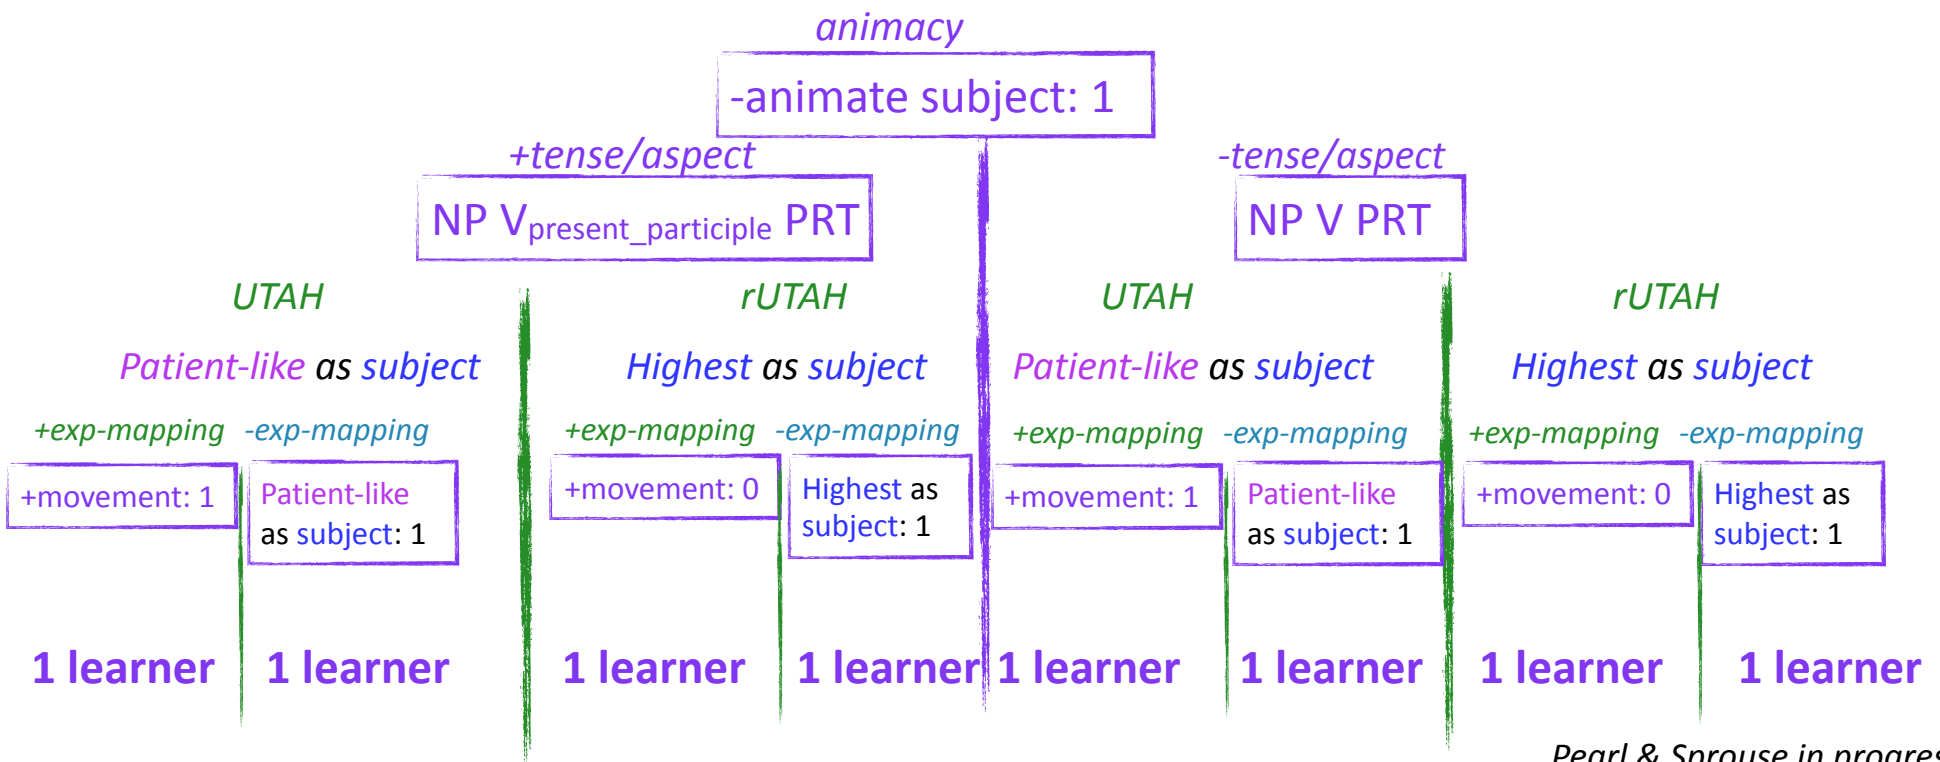 animacy
-animate subject: 1
+tense/aspect -tense/aspect
NP Vpresent_participle PRT NP V PRT
UTAH rUTAH UTAH rUTAH
Patient-like as subject Highest as subject Patient-like as subject Highest as subject
+exp-mapping -exp-mapping +exp-mapping -exp-mapping +exp-mapping -exp-mapping +exp-mapping -exp-mapping
+movement: 1
Patient-like
as subject: 1
+movement: 0
Highest as
subject: 1
+movement: 1
Patient-like
as subject: 1
+movement: 0
Highest as
subject: 1
1 learner 1 learner 1 learner 1 learner 1 learner 1 learner 1 learner 1 learner
Pearl & Sprouse in progres